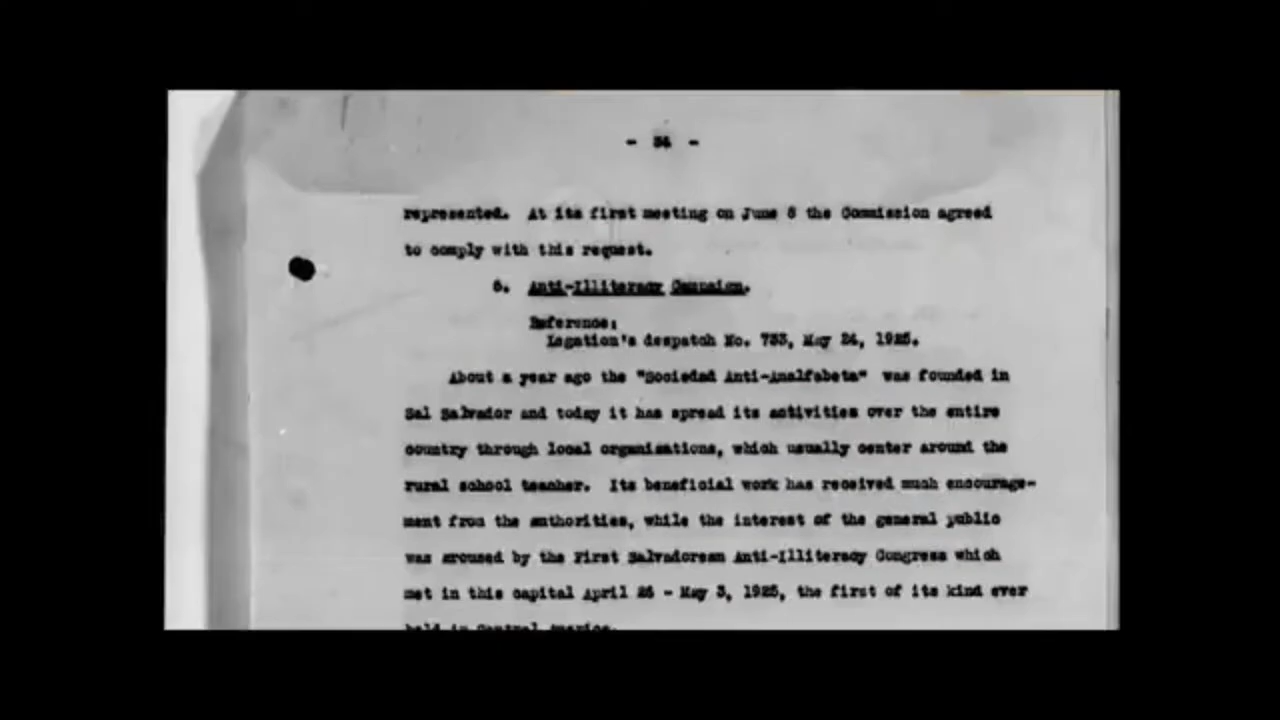 - 34 -
represented. At its first meeting on June 8 the Commission agreed
to comply with this request.
6. Anti-Illiteracy Campaign.
Reference:
Legation's despatch No. 733, May 24, 1925.
About a year ago the "Sociedad Anti-Analfabeta" was founded in
Sal Salvador and today it has spread its activities over the entire
country through local organizations, which usually center around the
rural school teacher. Its beneficial work has received much encourage-
ment from the authorities, while the interest of the general public
was aroused by the First Salvadorean Anti-Illiteracy Congress which
met in this capital April 26 - May 3, 1925, the first of its kind ever
held in Central America.